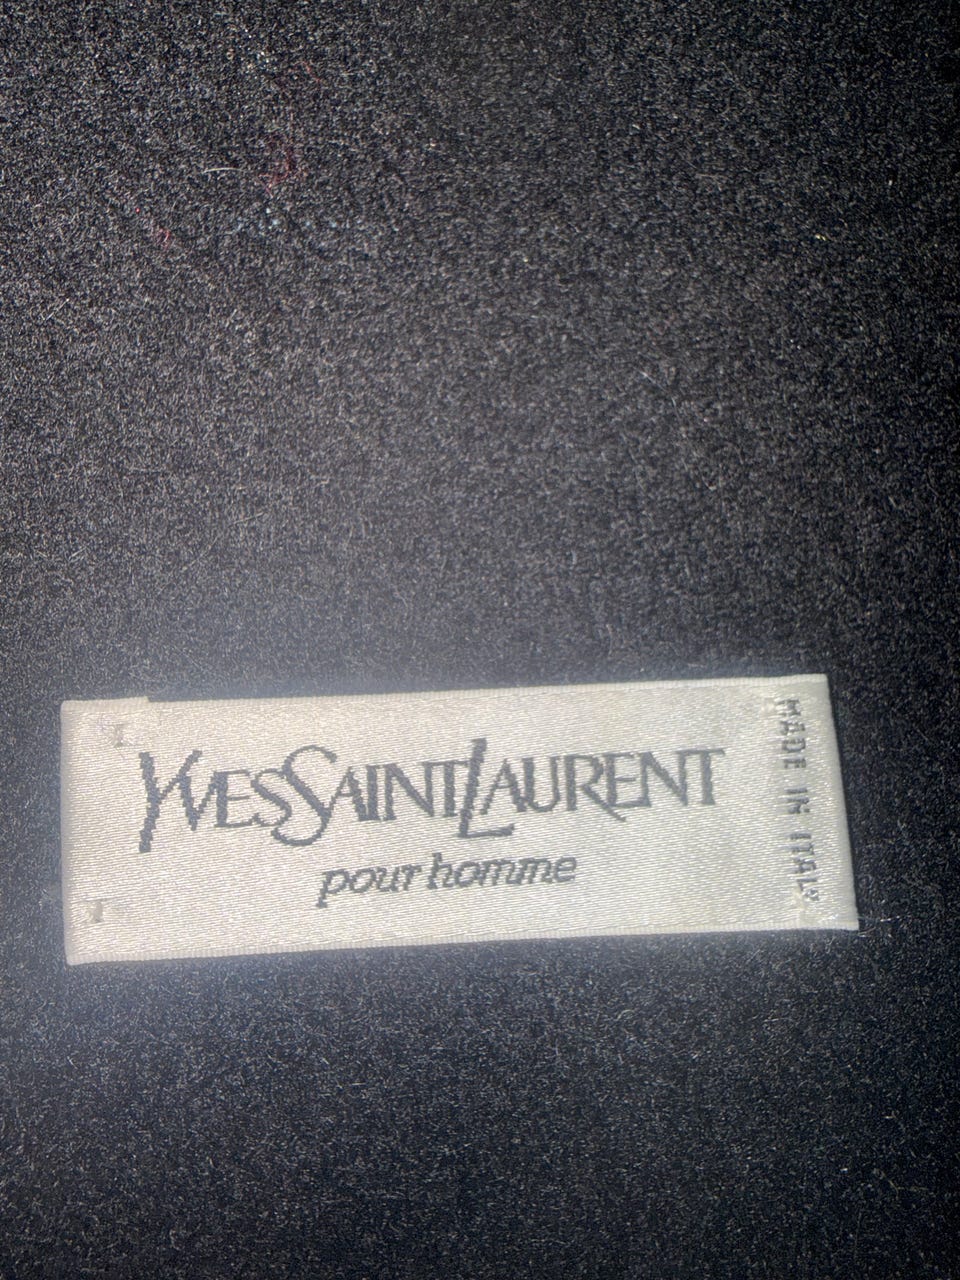 YVESSAINTLAURENT
pour homme
MADE IN ITALY